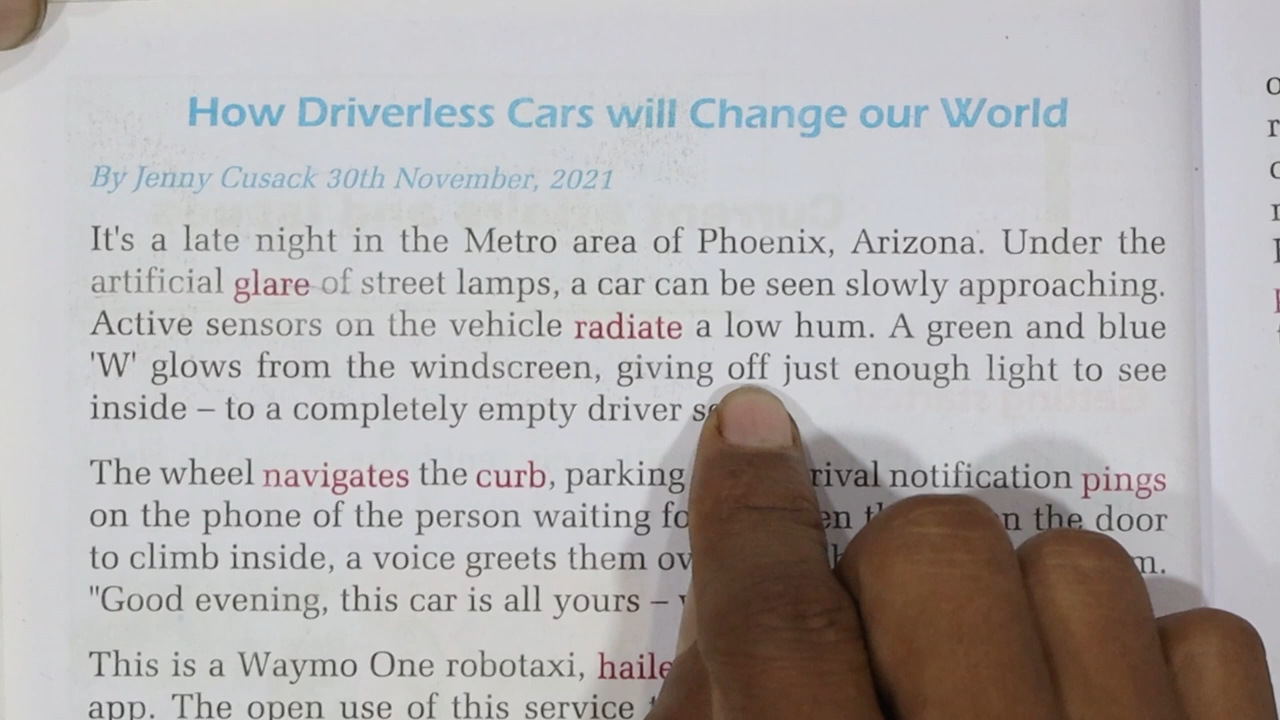 How Driverless Cars will Change our World
By Jenny Cusack 30th November, 2021
It's a late night in the Metro area of Phoenix, Arizona. Under the
artificial glare of street lamps, a car can be seen slowly approaching.
Active sensors on the vehicle radiate a low hum. A green and blue
'W' glows from the windscreen, giving off just enough light to see
inside – to a completely empty driver
The wheel navigates the curb, parking notification pings
on the phone of the person waiting the door
to climb inside, a voice greets them
"Good evening, this car is all yours –
This is a Waymo One robotaxi,
app. The open use of this service